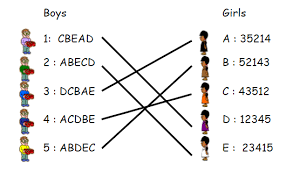 Boys Girls
1: CBEAD A : 35214
2 : ABECD B : 52143
3 : DCBAE C : 43512
4 : ACDBE D : 12345
5 : ABDEC E : 23415